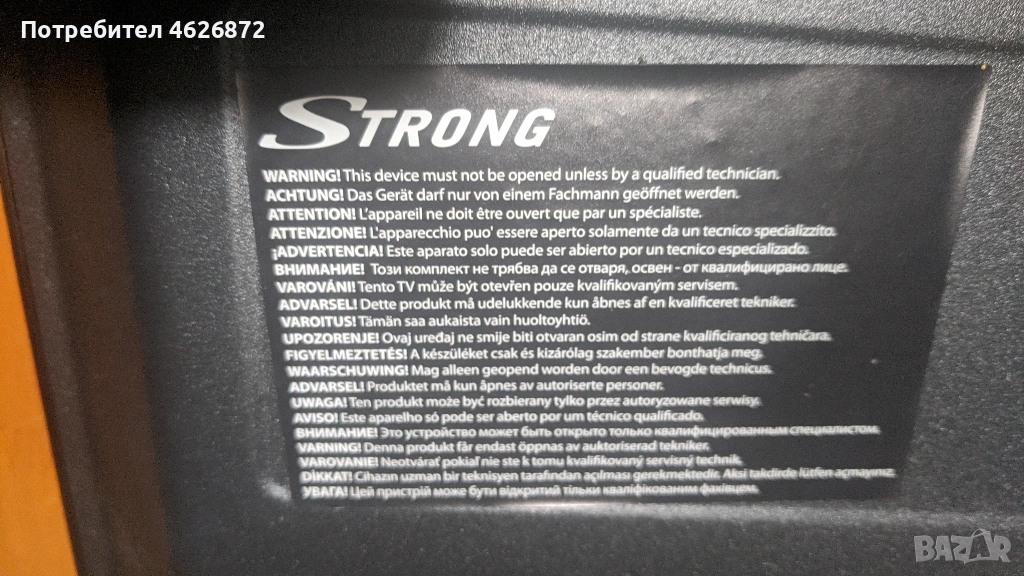 Потребител 4626872
STRONG
WARNING! This device must not be opened unless by a qualified technician.
ACHTUNG! Das Gerät darf nur von einem Fachmann geöffnet werden.
ATTENTION! L'appareil ne doit être ouvert que par un spécialiste.
ATTENZIONE! L'apparecchio puo' essere aperto solamente da un tecnico specializzito.
¡ADVERTENCIA! Este aparato solo puede ser abierto por un tecnico especializado.
ВНИМАНИЕ! Този комплект не трябва да се отваря, освен - от квалифицирано лице.
VAROVÁNÍ! Tento TV může být otevřen pouze kvalifikovaným servisem.
ADVARSEL! Dette produkt må udelukkende kun åbnes af en kvalificeret tekniker.
VAROITUS! Tämän saa aukaista vain huoltoyhtiö.
UPOZORENJE! Ovaj uređaj ne smije biti otvaran osim od strane kvalificiranog tehničara.
FIGYELMEZTETÉS! A készüléket csak és kizárólag szakember bonthatja meg.
WAARSCHUWING! Mag alleen geopend worden door een bevogde technicus.
ADVARSEL! Produktet må kun åpnes av autoriserte personer.
UWAGA! Ten produkt może być rozbierany tylko przez autoryzowane serwisy.
AVISO! Este aparelho só pode ser aberto por um técnico qualificado.
ВНИМАНИЕ! Это устройство может быть открыто только квалифицированным специалистом.
VARNING! Denna produkt får endast öppnas av auktoriserad tekniker.
VAROVANIE! Neotvárať pokiaľ nie ste k tomu kvalifikovaný servisný technik.
DİKKAT! Cihazın uzman bir teknisyen tarafından açılması gerekmektedir. Aksi takdirde lütfen açmayınız.
УВАГА! Цей пристрій може бути відкритий тільки кваліфікованим фахівцем.
BAZAR